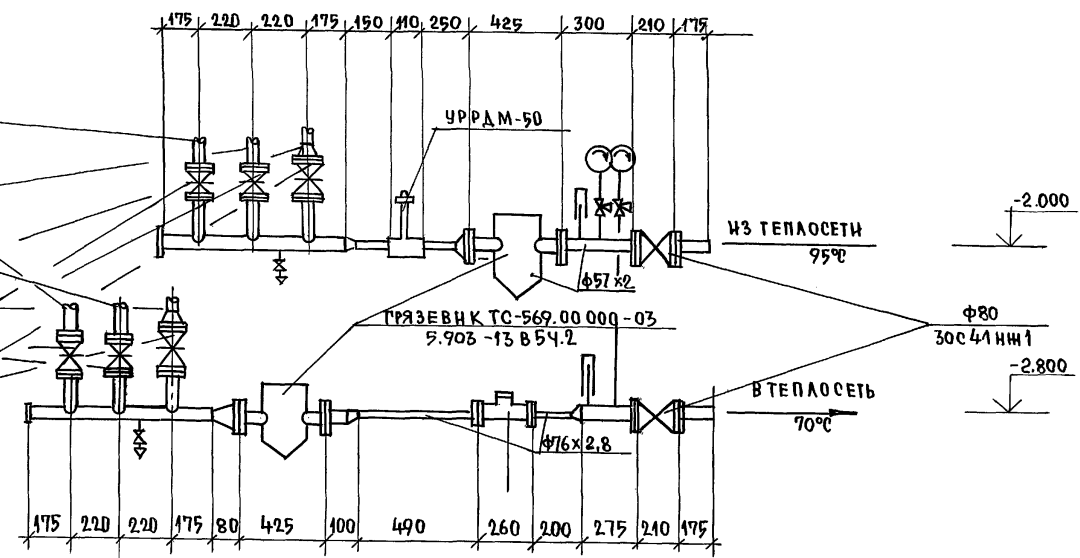 175 220 220 175 150 110 250 425 300 210 175
УРРДМ-50
-2.000
ИЗ ТЕПЛОСЕТИ
95°С
ф57х2
ГРЯЗЕВИК ТС-569.00 000-03
5.903-13 В 5 Ч.2
ф80
30с41нж1
-2.800
В ТЕПЛОСЕТЬ
70°С
ф76х2,8
175 220 220 175 80 425 100 490 260 200 275 210 175